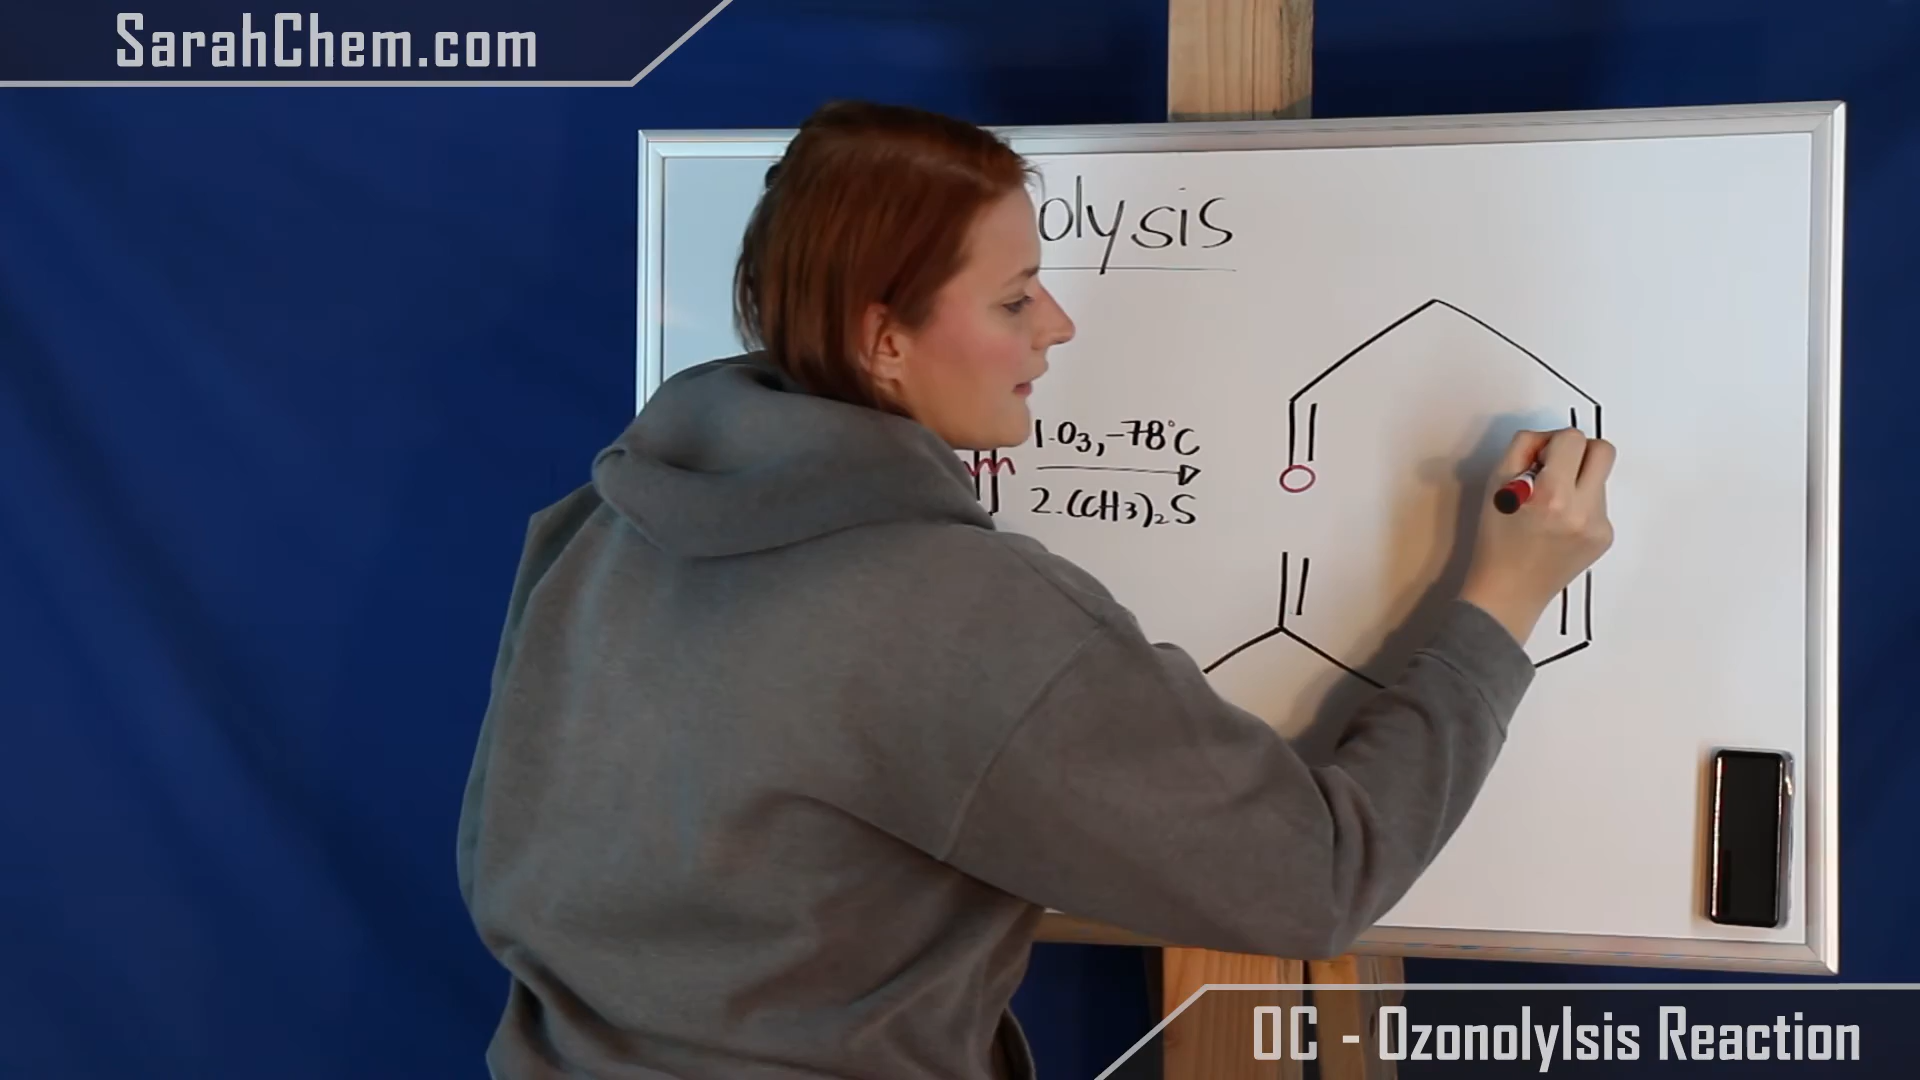 SarahChem.com
olysis
1. O₃, -78°C
2. (CH3)₂S
O
OC - Ozonolylsis Reaction